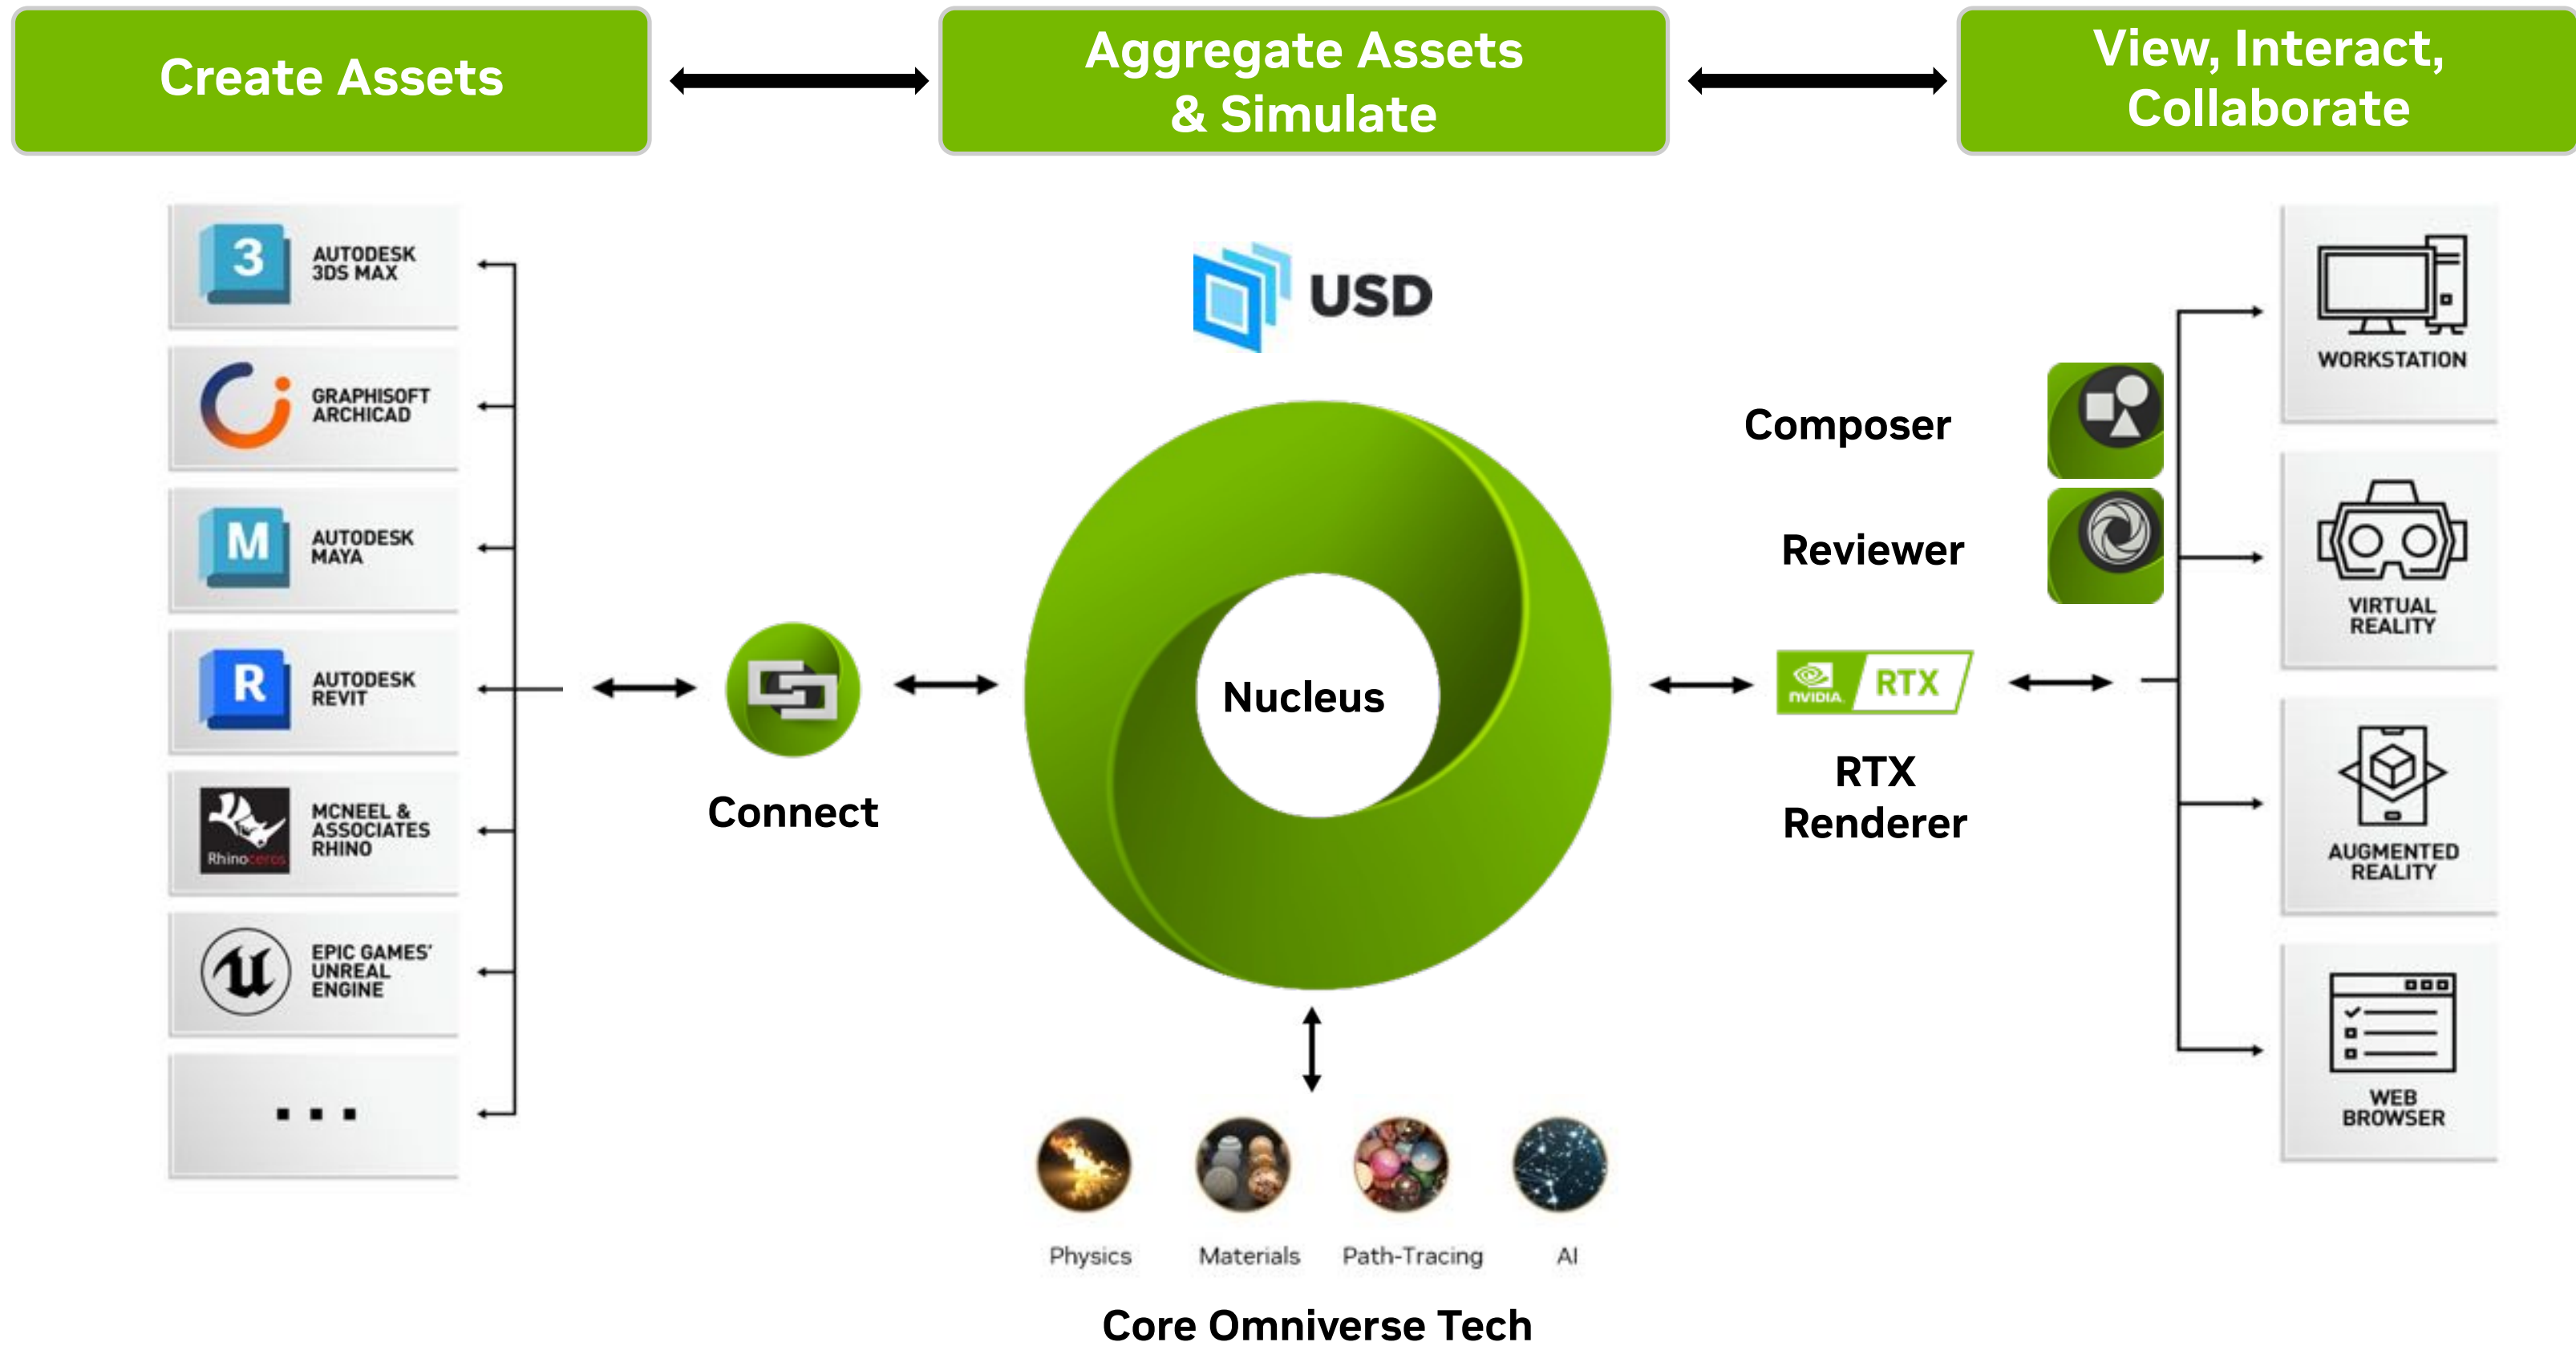 Create Assets
Aggregate Assets
& Simulate
View, Interact,
Collaborate
3
AUTODESK
3DS MAX
GRAPHISOFT
ARCHICAD
M
AUTODESK
MAYA
R
AUTODESK
REVIT
Rhinoceros
MCNEEL &
ASSOCIATES
RHINO
EPIC GAMES'
UNREAL
ENGINE
...
Connect
USD
Nucleus
Physics
Materials
Path-Tracing
AI
Core Omniverse Tech
Composer
Reviewer
NVIDIA.
RTX
RTX
Renderer
WORKSTATION
VIRTUAL
REALITY
AUGMENTED
REALITY
WEB
BROWSER